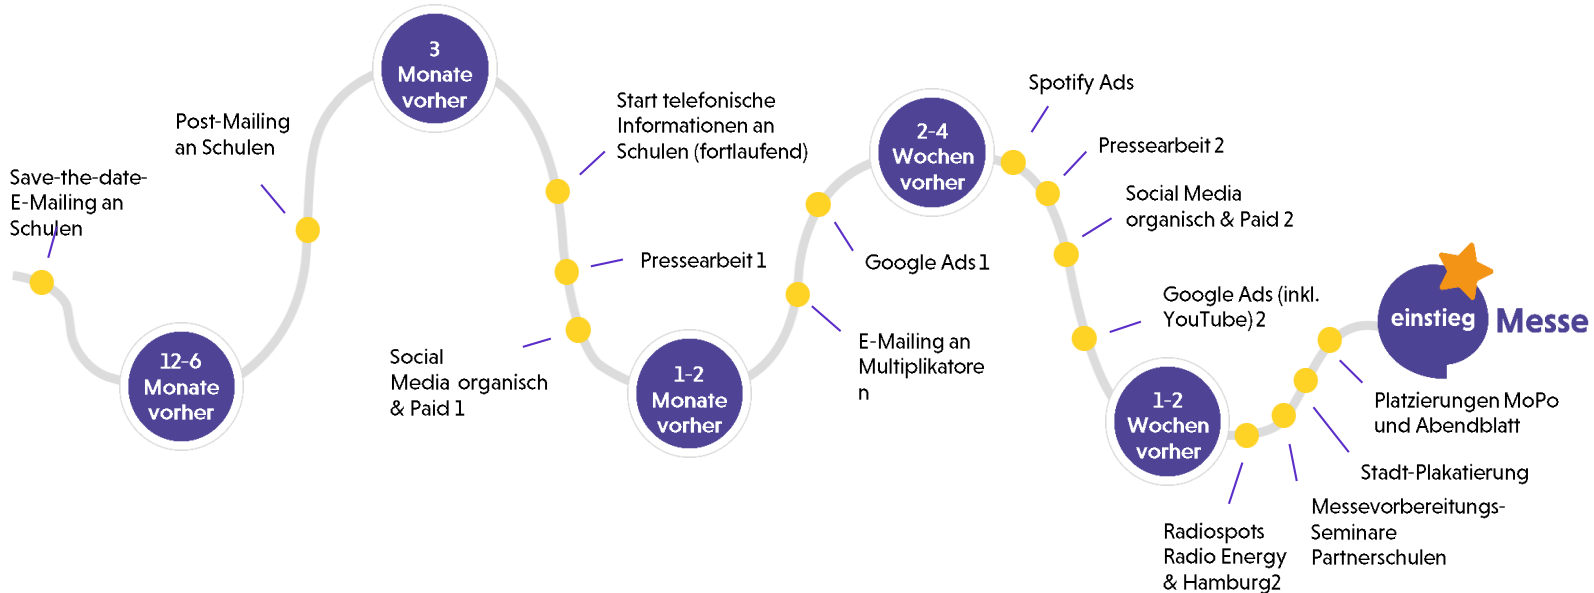 Save-the-date-
E-Mailing an
Schulen
12-6
Monate
vorher
Post-Mailing
an Schulen
3
Monate
vorher
Start telefonische
Informationen an
Schulen (fortlaufend)
Pressearbeit 1
Social
Media organisch
& Paid 1
1-2
Monate
vorher
E-Mailing an
Multiplikatore
n
Google Ads 1
2-4
Wochen
vorher
Spotify Ads
Pressearbeit 2
Social Media
organisch & Paid 2
Google Ads (inkl.
YouTube) 2
1-2
Wochen
vorher
Radiospots
Radio Energy
& Hamburg2
Messevorbereitungs-
Seminare
Partnerschulen
Stadt-Plakatierung
Platzierungen MoPo
und Abendblatt
einstieg Messe